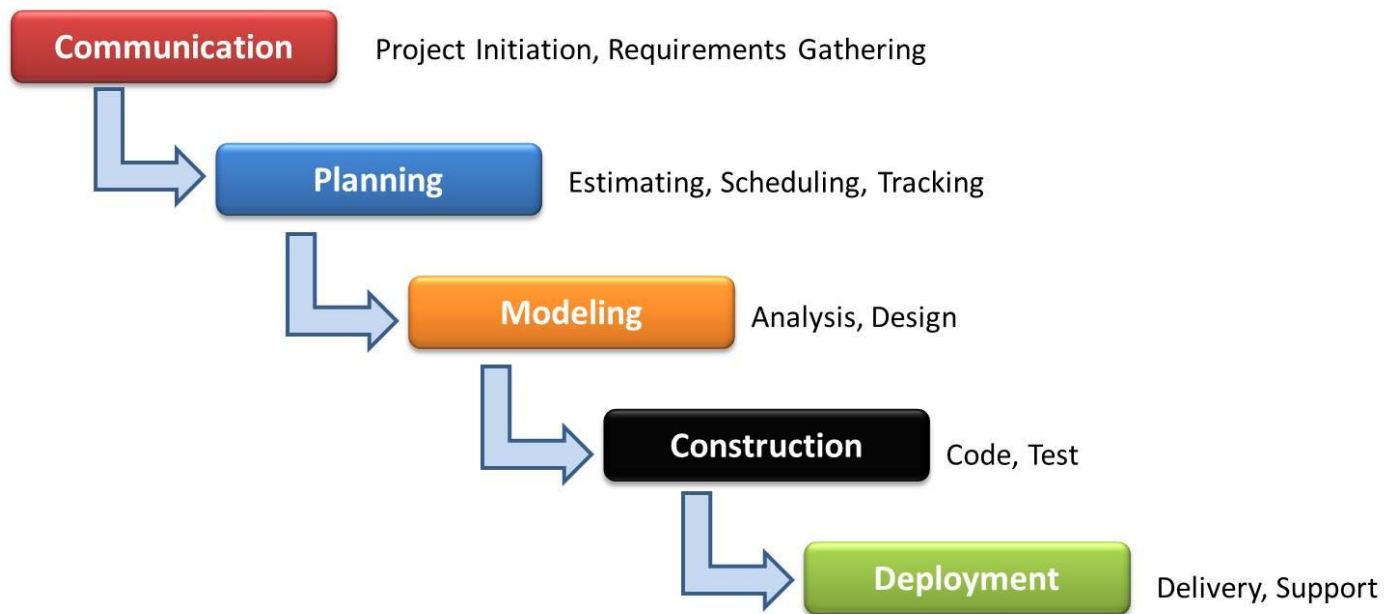 Communication
Project Initiation, Requirements Gathering
Planning
Estimating, Scheduling, Tracking
Modeling
Analysis, Design
Construction
Code, Test
Deployment
Delivery, Support